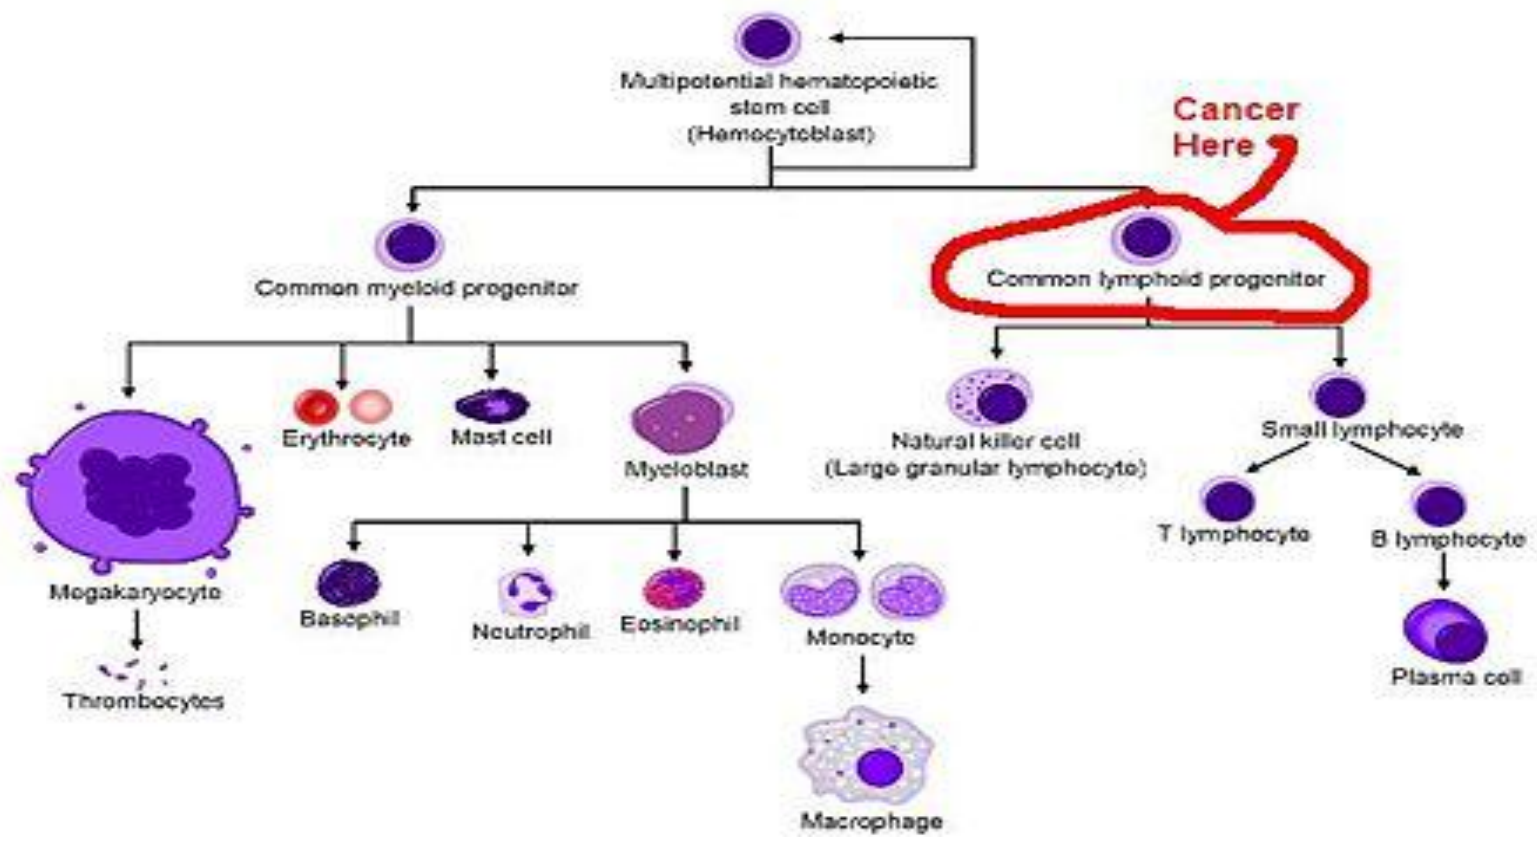 Multipotential hematopoietic
stem cell
(Hemocytoblast)
Cancer
Here
Common myeloid progenitor
Common lymphoid progenitor
Erythrocyte
Mast cell
Myeloblast
Natural killer cell
(Large granular lymphocyte)
Small lymphocyte
T lymphocyte
B lymphocyte
Megakaryocyte
Basophil
Neutrophil
Eosinophil
Monocyte
Plasma cell
Thrombocytes
Macrophage